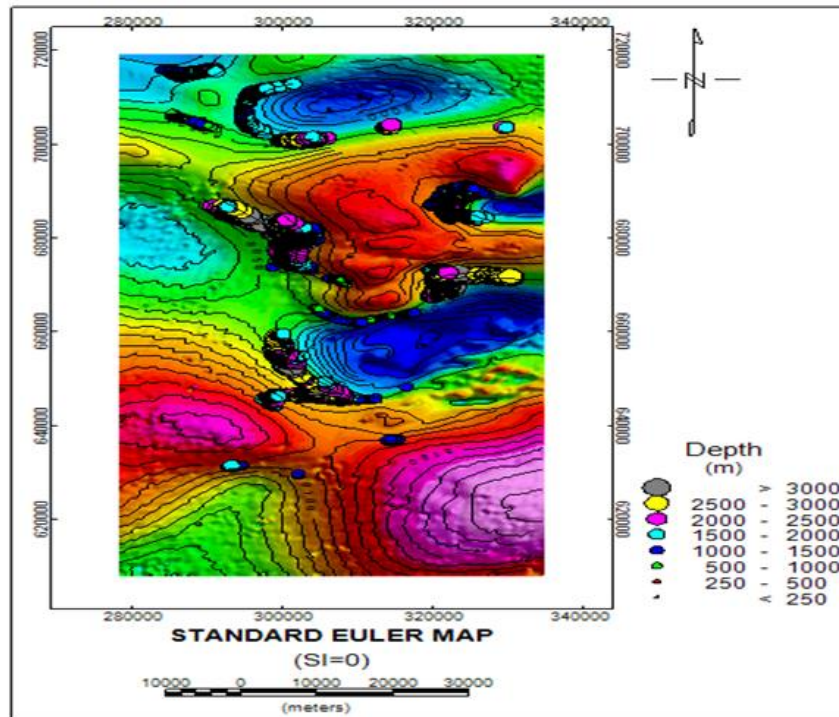 280000 300000 320000 340000
720000 720000
700000 700000
680000 680000
660000 660000
640000 640000
620000 620000
280000 300000 320000 340000
N
STANDARD EULER MAP
(SI=0)
10000 0 10000 20000 30000
(meters)
Depth
(m)
> 3000
2500 - 3000
2000 - 2500
1500 - 2000
1000 - 1500
500 - 1000
250 - 500
< 250